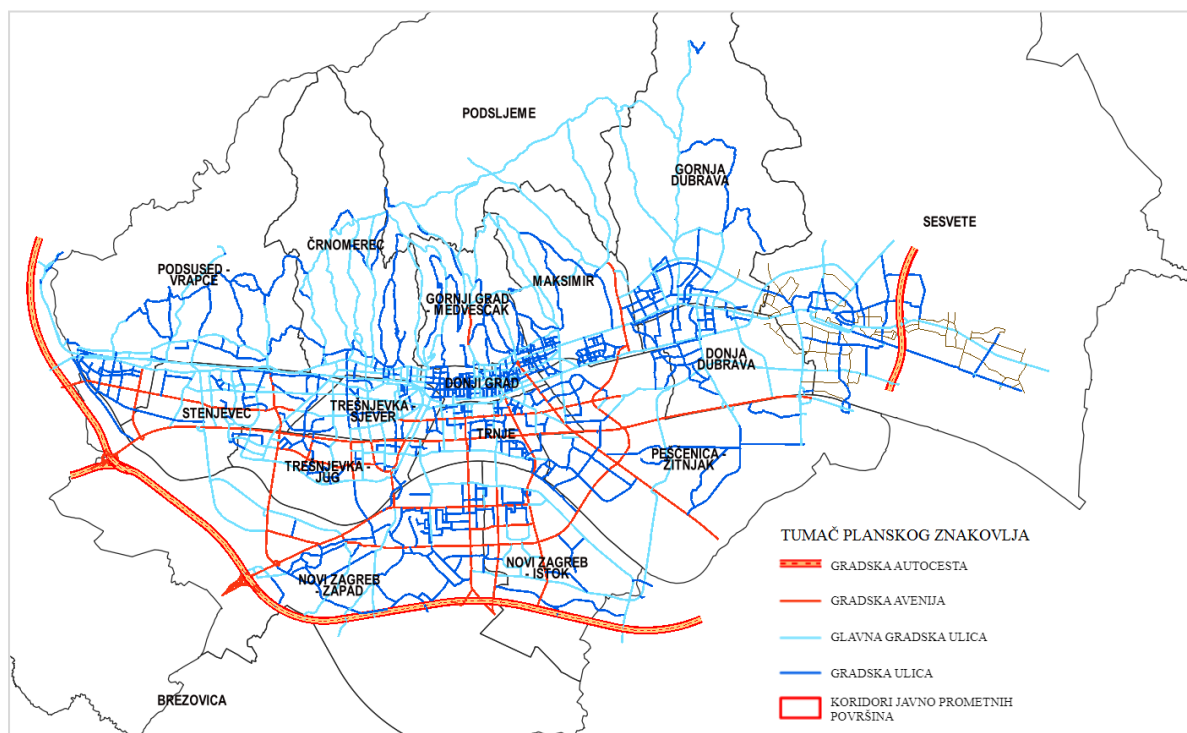 PODSLJEME
GORNJA
DUBRAVA
SESVETE
ČRNOMEREC
PODSUSED -
VRAPČE
MAKSIMIR
GORNJI GRAD
- MEDVEŠČAK
DONJA
DUBRAVA
DONJI GRAD
STENJEVEC
TREŠNJEVKA -
SJEVER
TRNJE
PEŠČENICA -
ŽITNJAK
TREŠNJEVKA -
JUG
NOVI ZAGREB
- ISTOK
NOVI ZAGREB
- ZAPAD
BREZOVICA
TUMAČ PLANSKOG ZNAKOVLJA
GRADSKA AUTOCESTA
GRADSKA AVENIJA
GLAVNA GRADSKA ULICA
GRADSKA ULICA
KORIDORI JAVNO PROMETNIH
POVRŠINA